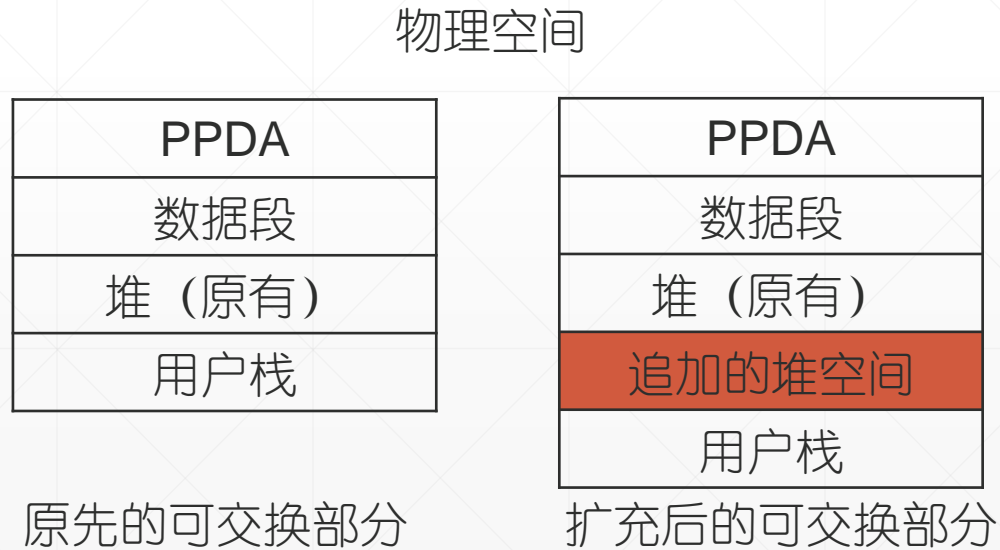 物理空间
PPDA
数据段
堆（原有）
用户栈
原先的可交换部分
PPDA
数据段
堆（原有）
追加的堆空间
用户栈
扩充后的可交换部分